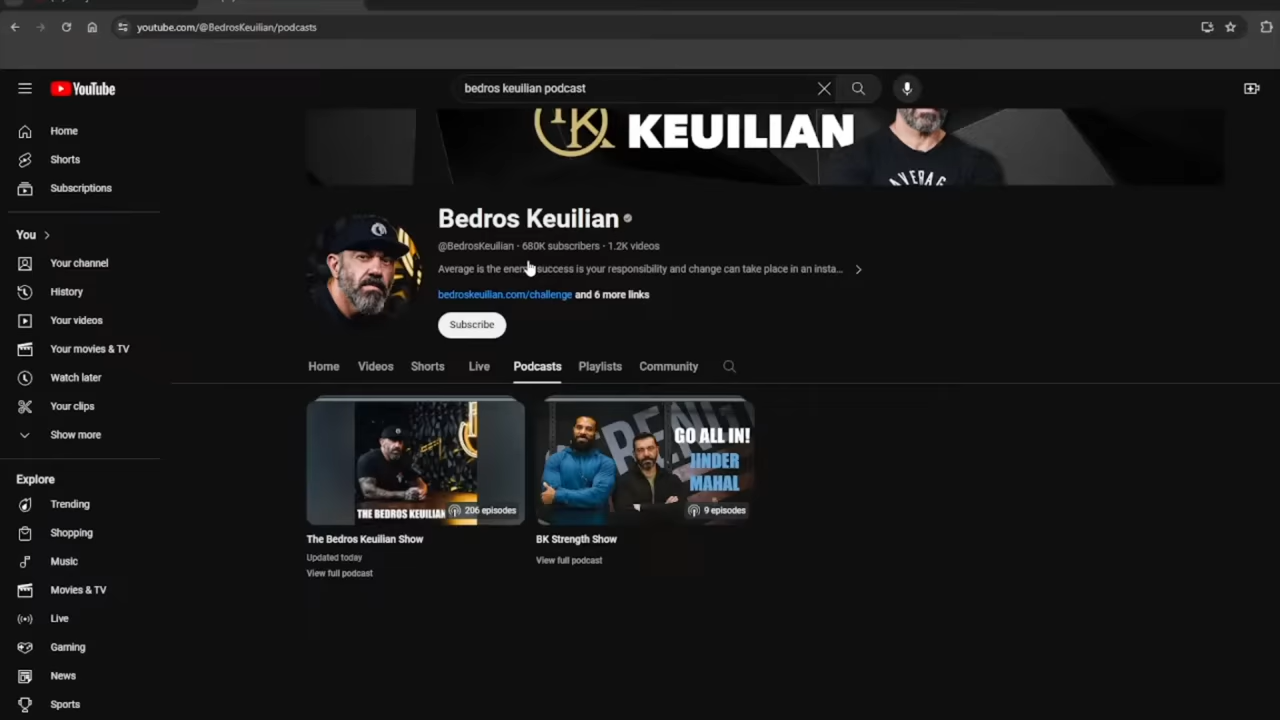 youtube.com/@BedrosKeuilian/podcasts
YouTube
bedros keuilian podcast
Home
Shorts
Subscriptions
You
Your channel
History
Your videos
Your movies & TV
Watch later
Your clips
Show more
Explore
Trending
Shopping
Music
Movies & TV
Live
Gaming
News
Sports
KEUILIAN
Bedros Keuilian
@BedrosKeuilian · 680K subscribers · 1.2K videos
Average is the enem success is your responsibility and change can take place in an insta...
bedroskeuilian.com/challenge and 6 more links
Subscribe
Home Videos Shorts Live Podcasts Playlists Community
THE BEDROS KEUILIAN
206 episodes
The Bedros Keuilian Show
Updated today
View full podcast
GO ALL IN!
JINDER
MAHAL
9 episodes
BK Strength Show
View full podcast